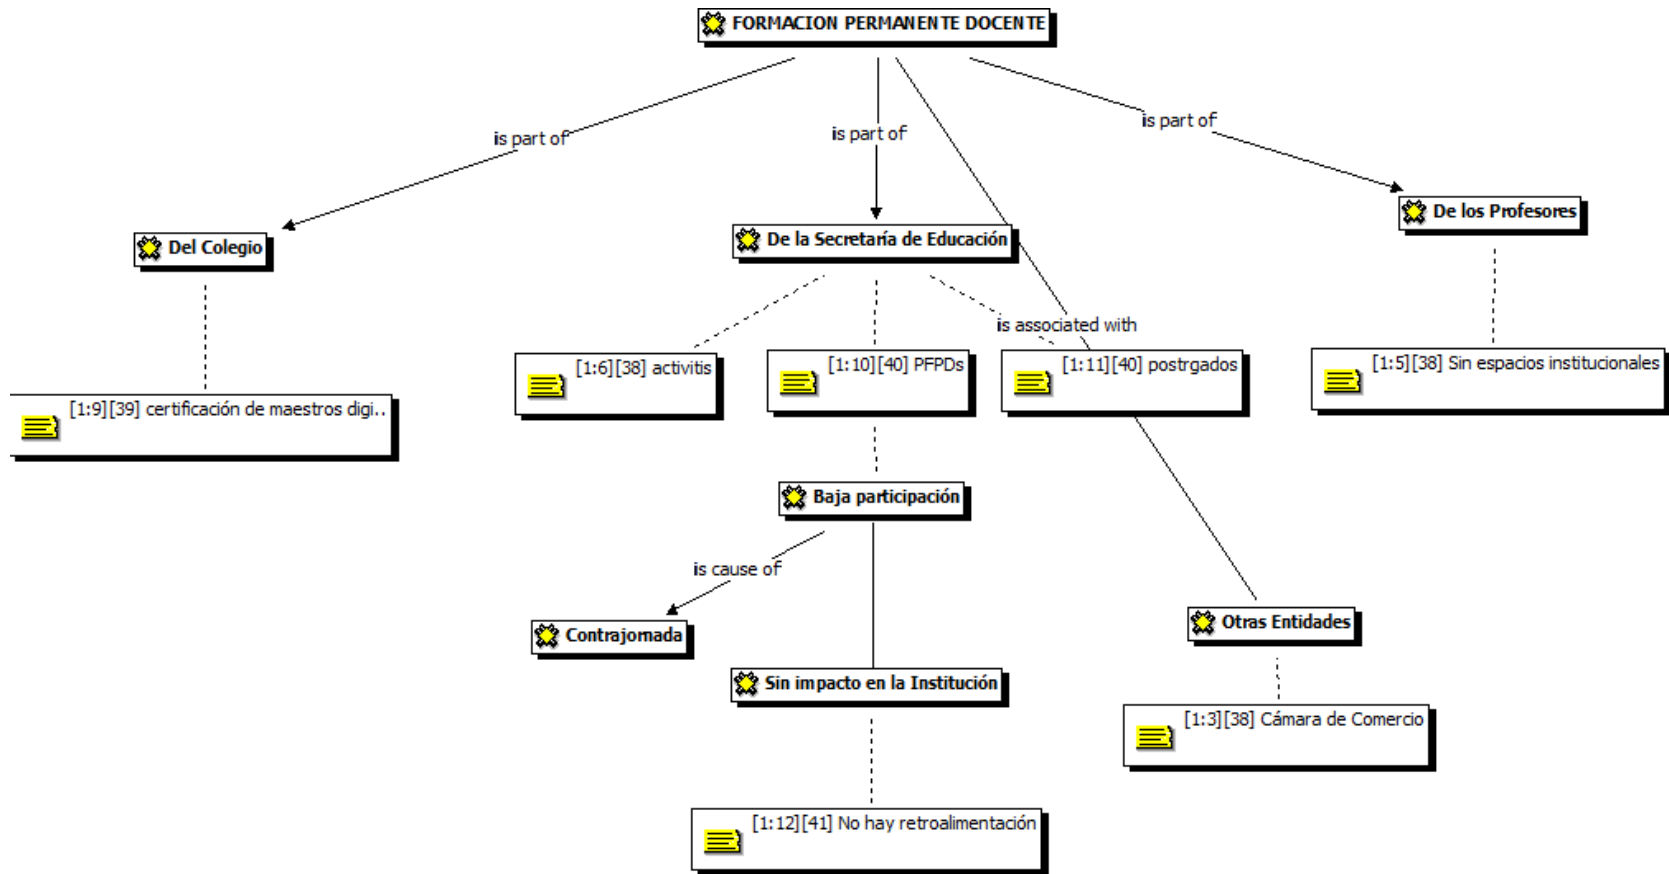 FORMACION PERMANENTE DOCENTE
is part of
is part of
is part of
De los Profesores
Del Colegio
De la Secretaría de Educación
is associated with
[1:6][38] activitis
[1:10][40] PFPDs
[1:11][40] postrgados
[1:5][38] Sin espacios institucionales
[1:9][39] certificación de maestros digi..
Baja participación
is cause of
Contrajornada
Otras Entidades
Sin impacto en la Institución
[1:3][38] Cámara de Comercio
[1:12][41] No hay retroalimentación